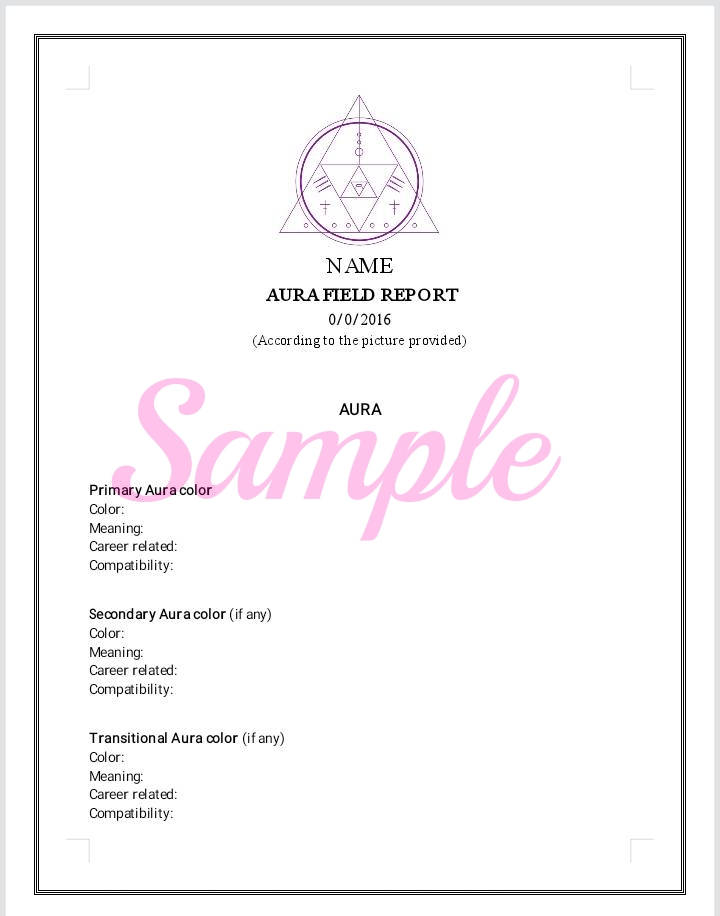 NAME
AURA FIELD REPORT
0/0/2016
(According to the picture provided)
AURA
Sample
Primary Aura color
Color:
Meaning:
Career related:
Compatibility:
Secondary Aura color (if any)
Color:
Meaning:
Career related:
Compatibility:
Transitional Aura color (if any)
Color:
Meaning:
Career related:
Compatibility: